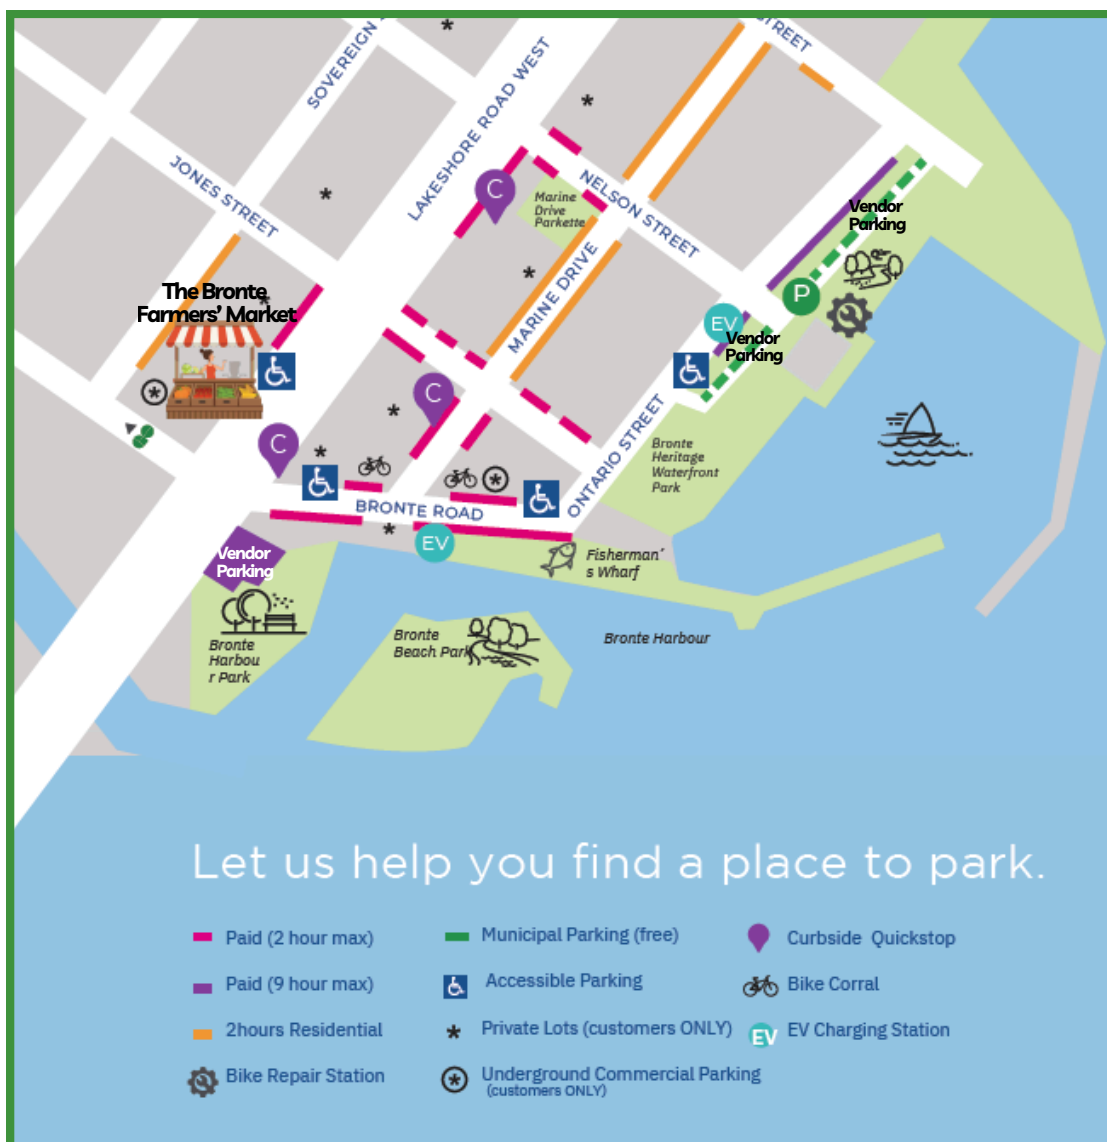 STREET
SOVEREIGN
LAKESHORE ROAD WEST
JONES STREET
C
Marine
Drive
Parkette
NELSON STREET
Vendor
Parking
MARINE DRIVE
The Bronte
Farmers' Market
P
EV
Vendor
Parking
C
C
ONTARIO STREET
Bronte
Heritage
Waterfront
Park
BRONTE ROAD
EV
Vendor
Parking
Fisherman´
s Wharf
Bronte
Harbou
r Park
Bronte
Beach Park
Bronte Harbour
Let us help you find a place to park.
Paid (2 hour max)
Municipal Parking (free)
Curbside Quickstop
Paid (9 hour max)
Accessible Parking
Bike Corral
2hours Residential
Private Lots (customers ONLY)
EV
EV Charging Station
Bike Repair Station
Underground Commercial Parking
(customers ONLY)